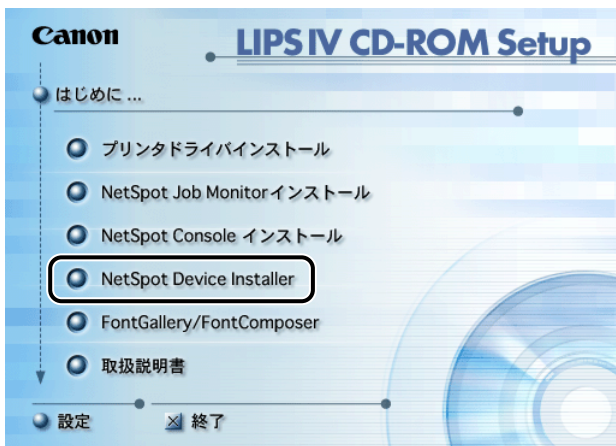 Canon
LIPS IV CD-ROM Setup
はじめに ...
プリンタドライバインストール
NetSpot Job Monitorインストール
NetSpot Console インストール
NetSpot Device Installer
FontGallery/FontComposer
取扱説明書
設定
終了